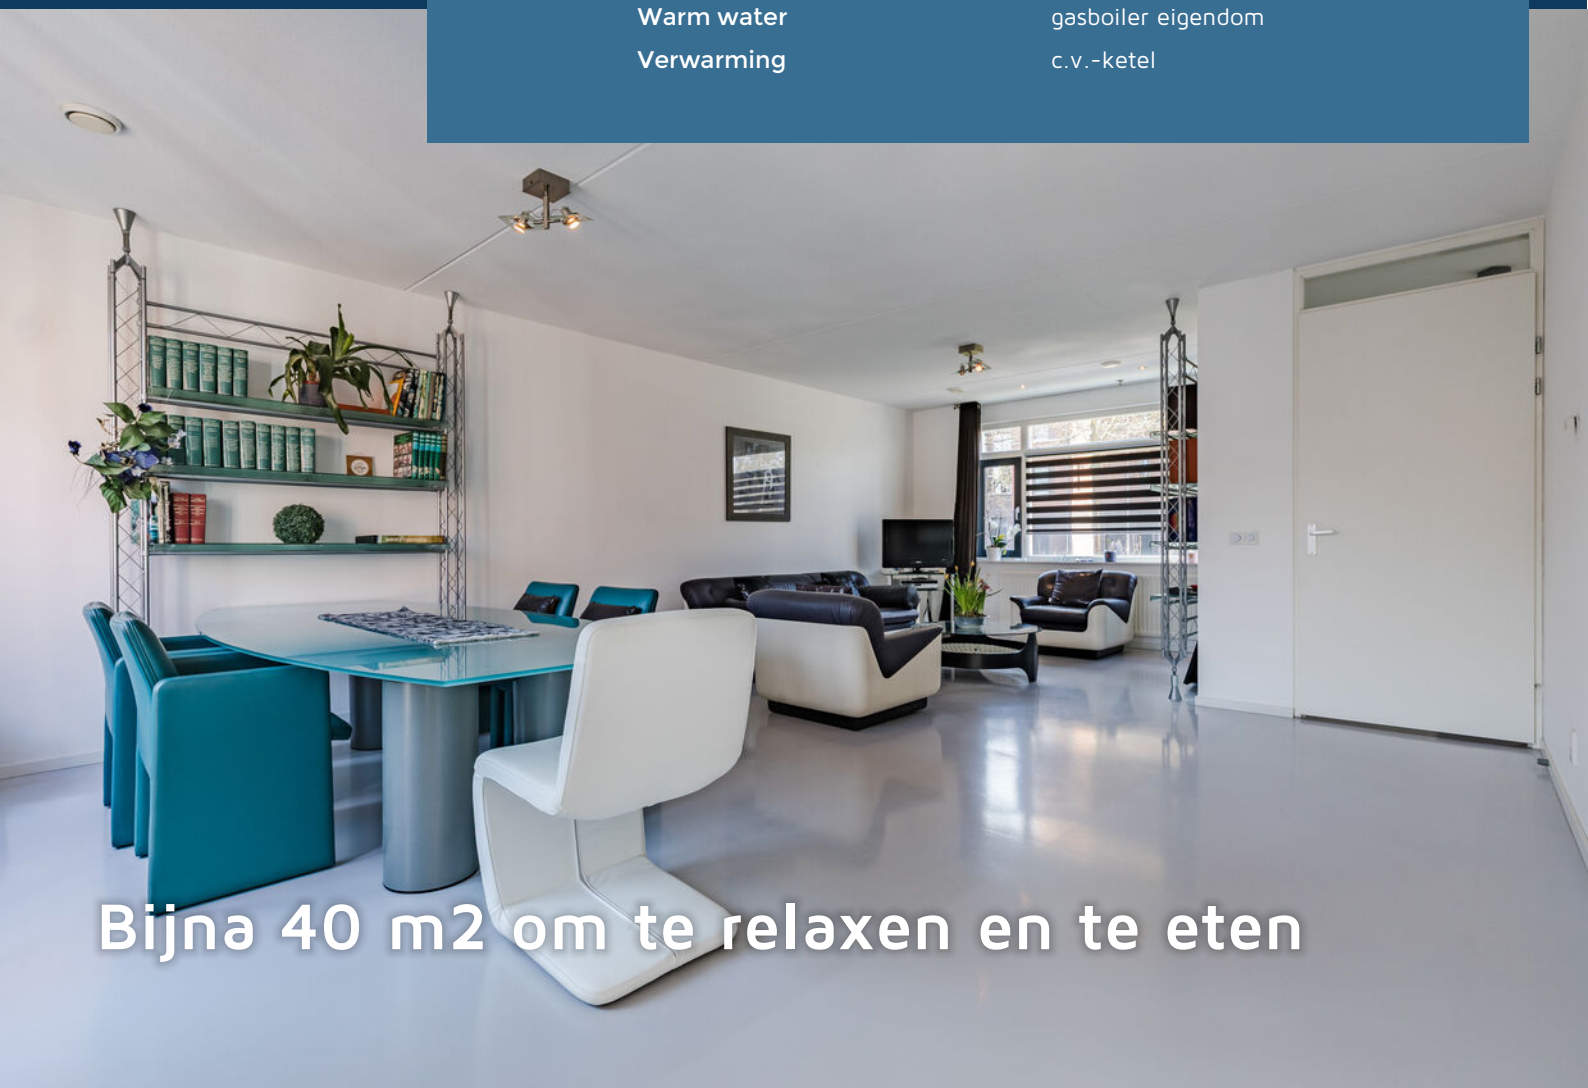 Warm water gasboiler eigendom
Verwarming c.v.-ketel
Bijna 40 m2 om te relaxen en te eten